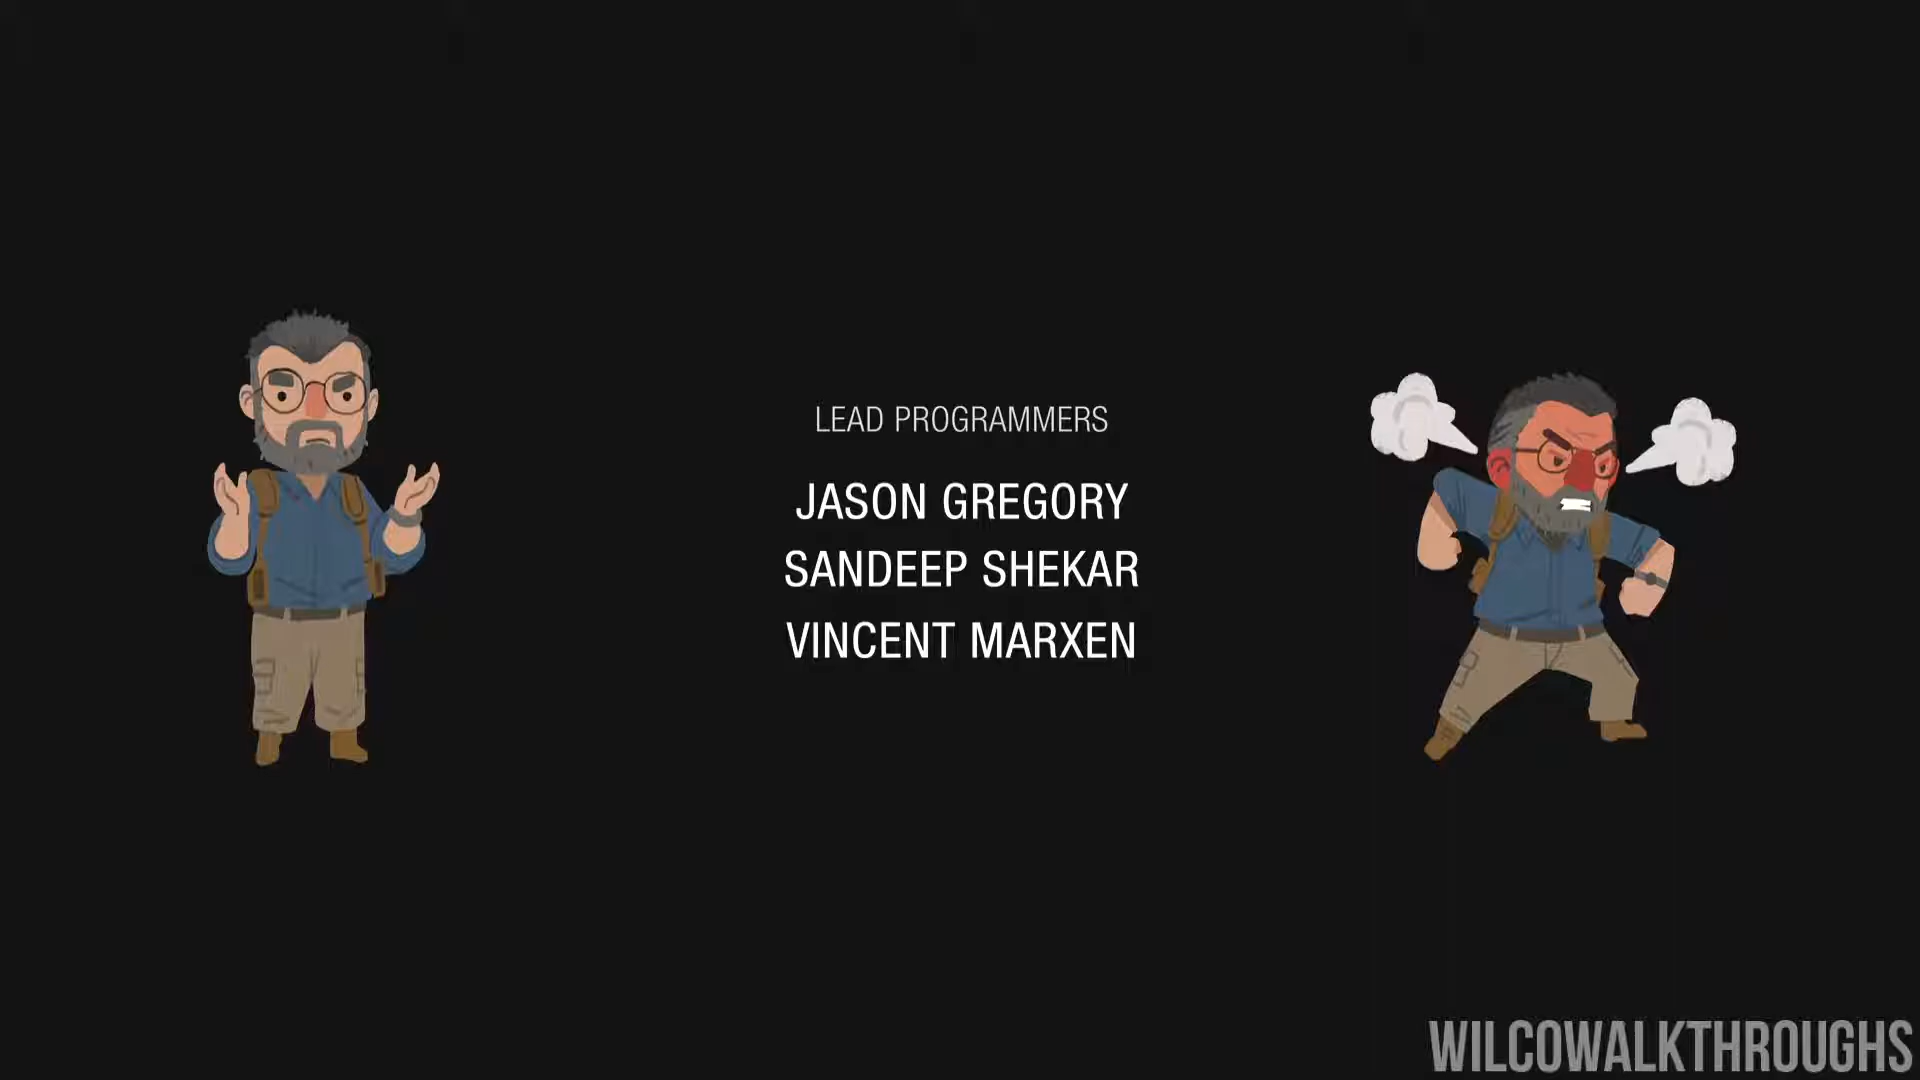 LEAD PROGRAMMERS
JASON GREGORY
SANDEEP SHEKAR
VINCENT MARXEN
WILCOWALKTHROUGHS